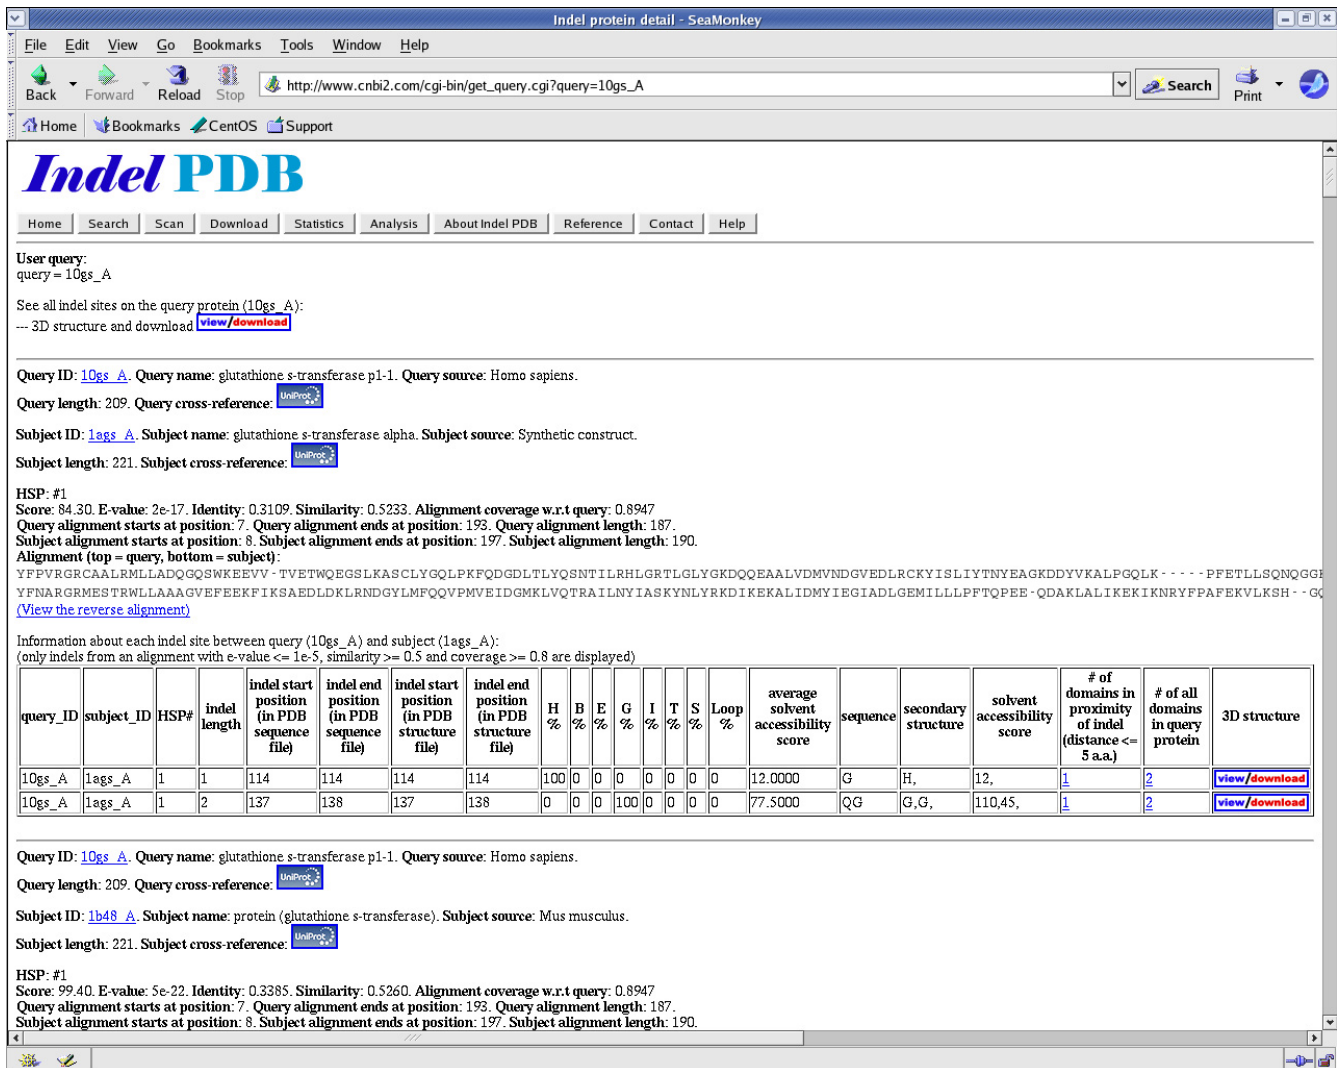 Indel protein detail - SeaMonkey
File Edit View Go Bookmarks Tools Window Help
Back Forward Reload Stop http://www.cnbi2.com/cgi-bin/get_query.cgi?query=10gs_A Search Print
Home Bookmarks CentOS Support
Indel PDB
Home Search Scan Download Statistics Analysis About Indel PDB Reference Contact Help
User query:
query = 10gs_A
See all indel sites on the query protein (10gs_A):
--- 3D structure and download view/download
Query ID: 10gs_A. Query name: glutathione s-transferase p1-1. Query source: Homo sapiens.
Query length: 209. Query cross-reference: UniProt
Subject ID: 1ags_A. Subject name: glutathione s-transferase alpha. Subject source: Synthetic construct.
Subject length: 221. Subject cross-reference: UniProt
HSP: #1
Score: 84.30. E-value: 2e-17. Identity: 0.3109. Similarity: 0.5233. Alignment coverage w.r.t query: 0.8947
Query alignment starts at position: 7. Query alignment ends at position: 193. Query alignment length: 187.
Subject alignment starts at position: 8. Subject alignment ends at position: 197. Subject alignment length: 190.
Alignment (top = query, bottom = subject):
YFPVRGRCAALRMLLADQGQSWKEEVV-TVETWQEGSLKASCLYGQLPKFQDGDLTLYQSNTILRHLGRTLGLYGKDQQEAALVDMVNDGVEDLRCKYISLIYTNYEAGKDDYVKALPGQLK-----PFETLLSQNQGG
YFNARGRMESTRWLLAAAGVEFEEKFIKSAEDLDKLRNDGYLMFQQVPMVEIDGMKLVQTRAILNYIASKYNLYRKDIKEKALIDMYIEGIADLGEMILLLPFTQPEE-QDAKLALIKEKIKNRYFPAFEKVLKSH--GQ
(View the reverse alignment)
Information about each indel site between query (10gs_A) and subject (1ags_A):
(only indels from an alignment with e-value <= 1e-5, similarity >= 0.5 and coverage >= 0.8 are displayed)
query_ID subject_ID HSP# indel length indel start position (in PDB sequence file) indel end position (in PDB sequence file) indel start position (in PDB structure file) indel end position (in PDB structure file) H % B % E % G % I % T % S % Loop % average solvent accessibility score sequence secondary structure solvent accessibility score # of domains in proximity of indel (distance <= 5 a.a.) # of all domains in query protein 3D structure
10gs_A 1ags_A 1 1 114 114 114 114 100 0 0 0 0 0 0 0 12.0000 G H, 12, 1 2 view/download
10gs_A 1ags_A 1 2 137 138 137 138 0 0 0 100 0 0 0 0 77.5000 QG G,G, 110,45, 1 2 view/download
Query ID: 10gs_A. Query name: glutathione s-transferase p1-1. Query source: Homo sapiens.
Query length: 209. Query cross-reference: UniProt
Subject ID: 1b48_A. Subject name: protein (glutathione s-transferase). Subject source: Mus musculus.
Subject length: 221. Subject cross-reference: UniProt
HSP: #1
Score: 99.40. E-value: 5e-22. Identity: 0.3385. Similarity: 0.5260. Alignment coverage w.r.t query: 0.8947
Query alignment starts at position: 7. Query alignment ends at position: 193. Query alignment length: 187.
Subject alignment starts at position: 8. Subject alignment ends at position: 197. Subject alignment length: 190.